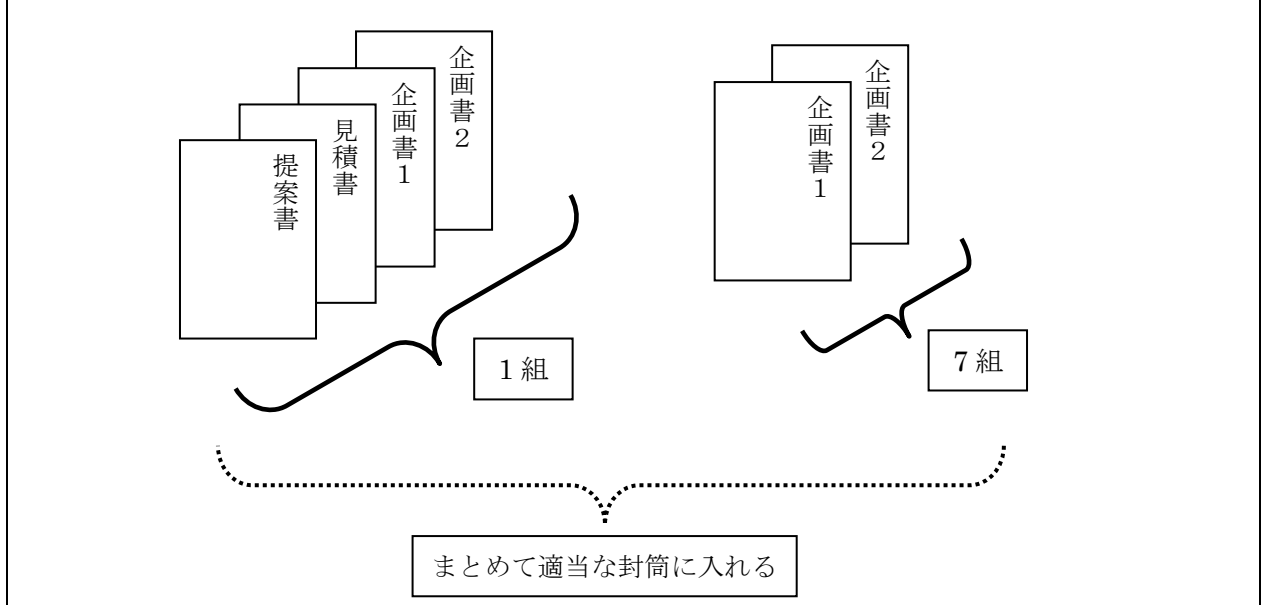 提案書
見積書
企画書１
企画書２
１組
企画書１
企画書２
７組
まとめて適当な封筒に入れる